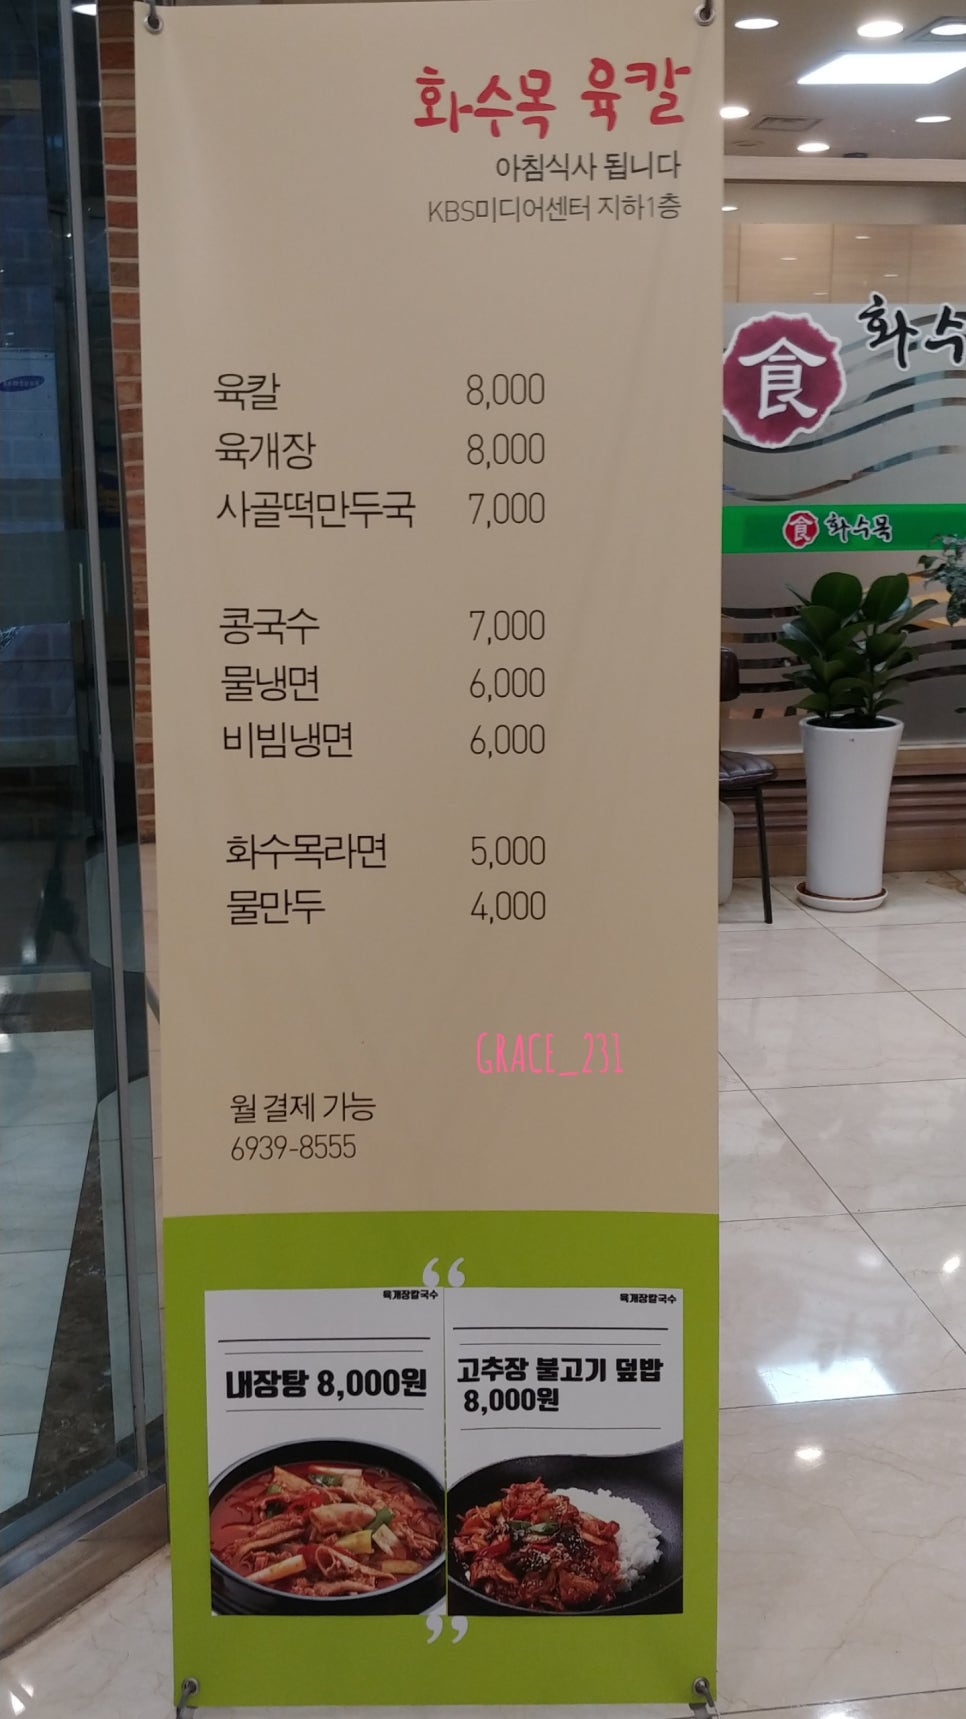 화수목 육칼
아침식사 됩니다
KBS미디어센터 지하1층
육칼 8,000
육개장 8,000
사골떡만두국 7,000
콩국수 7,000
물냉면 6,000
비빔냉면 6,000
화수목라면 5,000
물만두 4,000
GRACE_231
월 결제 가능
6939-8555
“
육개장칼국수
내장탕 8,000원
육개장칼국수
고추장 불고기 덮밥
8,000원
”
食 화수
食 화수목
SAMSUNG